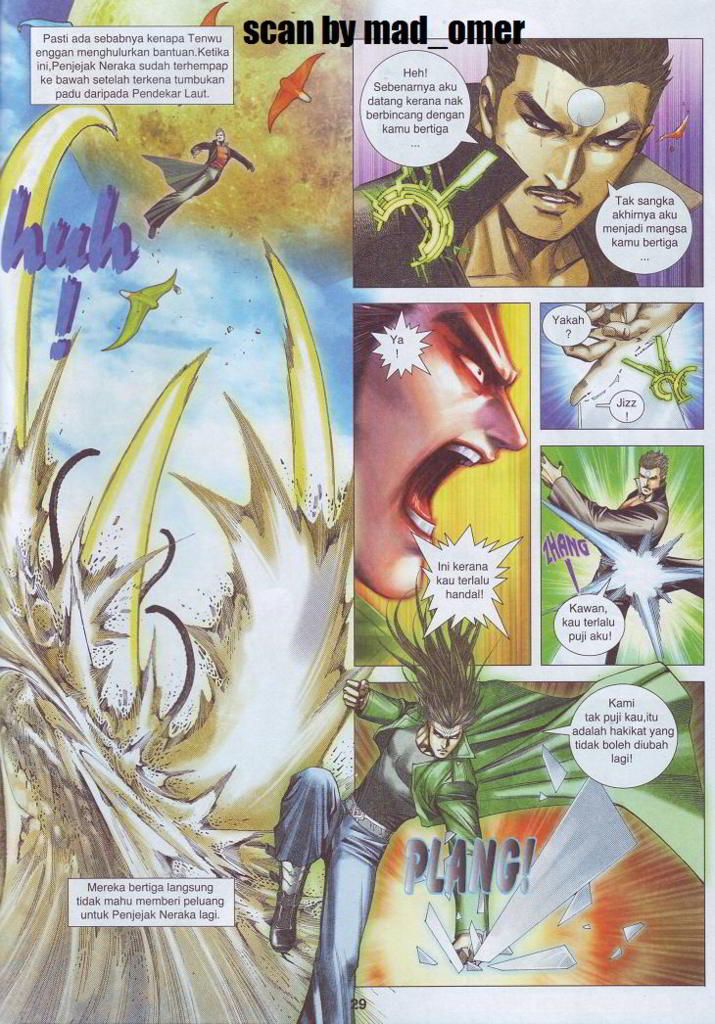 scan by mad_omer
Pasti ada sebabnya kenapa Tenwu
enggan menghulurkan bantuan.Ketika
ini,Penjejak Neraka sudah terhempap
ke bawah setelah terkena tumbukan
padu daripada Pendekar Laut.
huh
!
Heh!
Sebenarnya aku
datang kerana nak
berbincang dengan
kamu bertiga
...
Tak sangka
akhirnya aku
menjadi mangsa
kamu bertiga
...
Ya
!
Ini kerana
kau terlalu
handal!
Yakah
?
Jizz
!
ZHANG
!
Kawan,
kau terlalu
puji aku!
Kami
tak puji kau,itu
adalah hakikat yang
tidak boleh diubah
lagi!
PLANG!
Mereka bertiga langsung
tidak mahu memberi peluang
untuk Penjejak Neraka lagi.
29